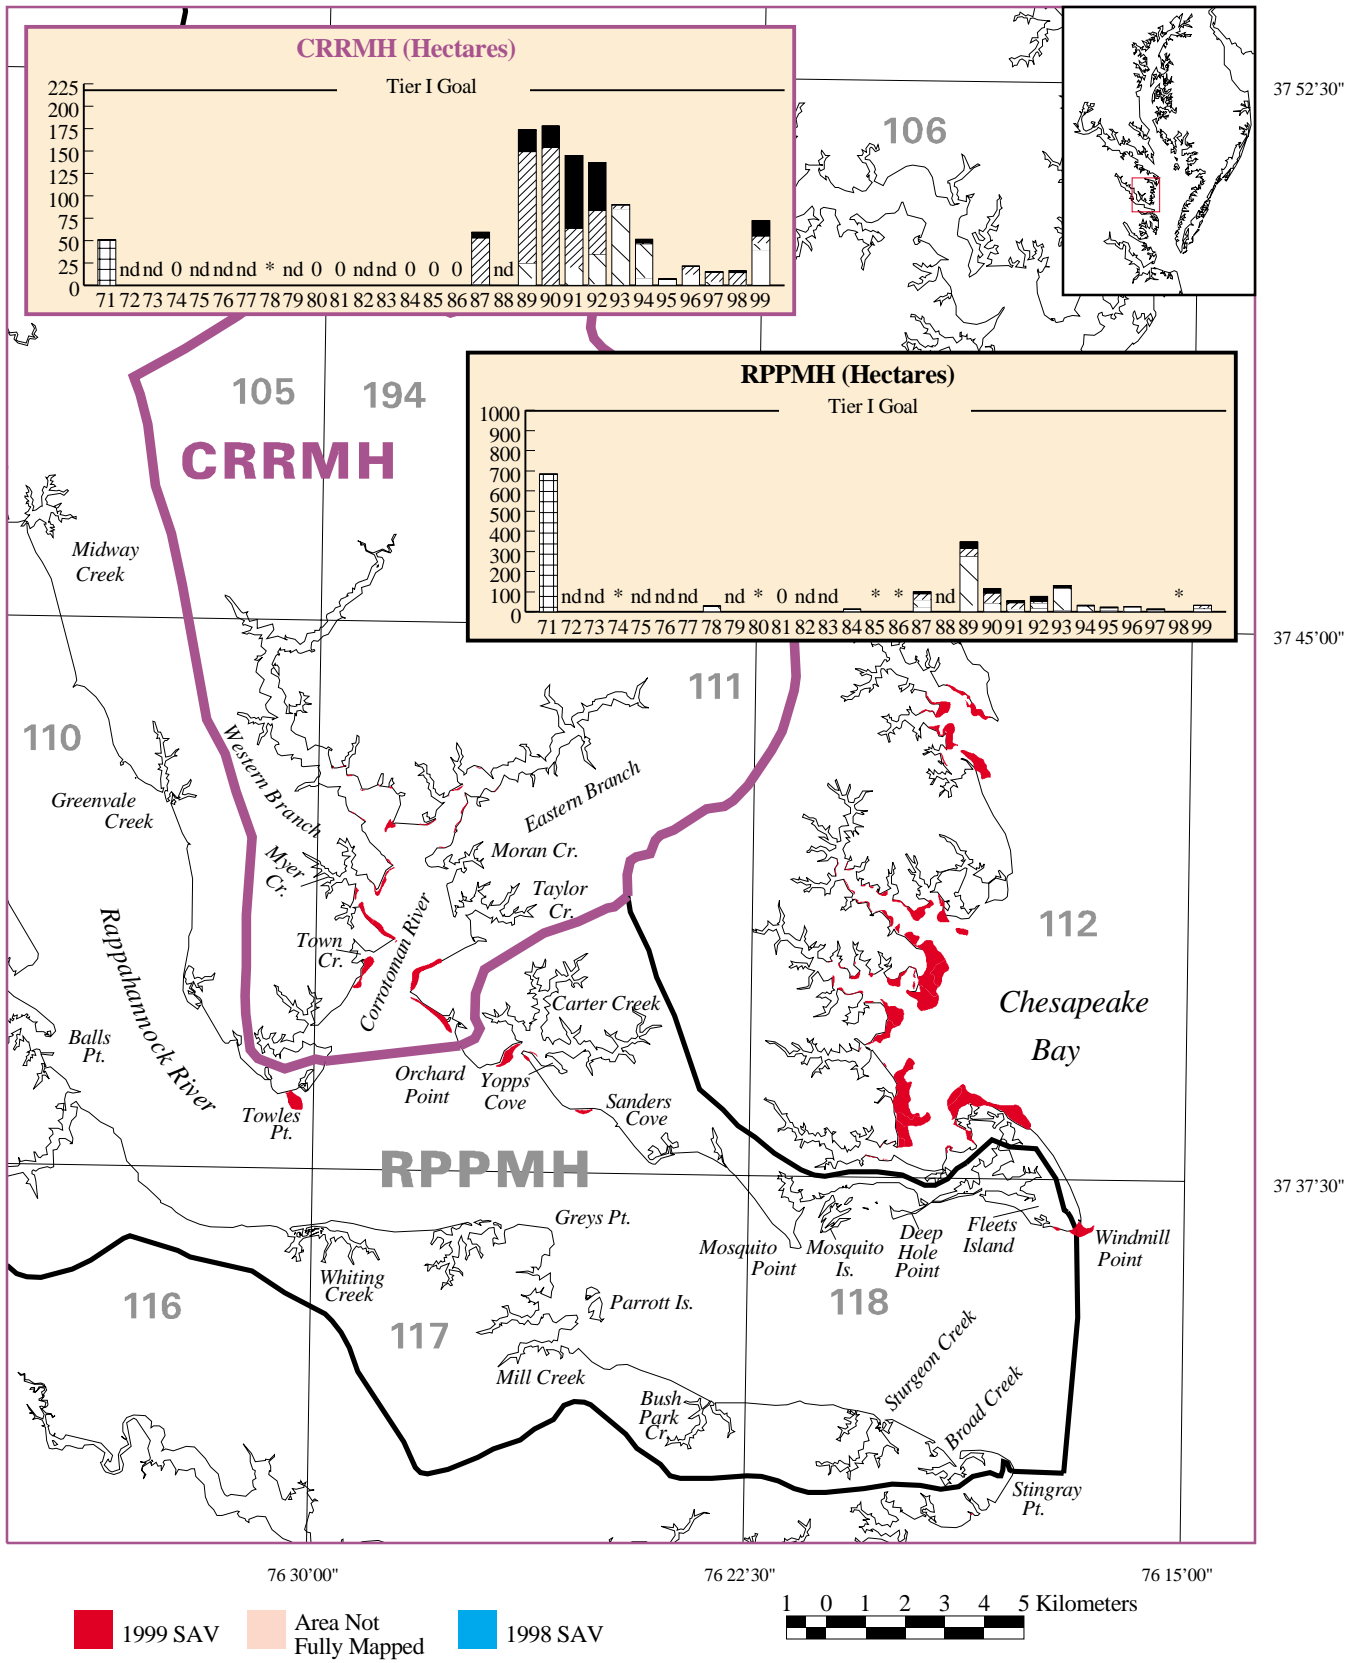 CRRMH (Hectares)
Tier I Goal
225
200
175
150
125
100
75
50
25
0
nd nd 0 nd nd nd * nd 0 0 nd nd 0 0 0 nd
71 72 73 74 75 76 77 78 79 80 81 82 83 84 85 86 87 88 89 90 91 92 93 94 95 96 97 98 99
37 52'30"
106
RPPMH (Hectares)
Tier I Goal
1000
900
800
700
600
500
400
300
200
100
0
nd nd * nd nd nd nd * 0 nd nd * * nd *
71 72 73 74 75 76 77 78 79 80 81 82 83 84 85 86 87 88 89 90 91 92 93 94 95 96 97 98 99
105
194
CRRMH
Midway
Creek
37 45'00"
111
110
Western Branch
Greenvale
Creek
Eastern Branch
Moran Cr.
Myer
Cr.
Taylor
Cr.
112
Rappahannock River
Town
Cr.
Corrotoman River
Carter Creek
Chesapeake
Bay
Balls
Pt.
Orchard
Point
Yopps
Cove
Sanders
Cove
Towles
Pt.
RPPMH
37 37'30"
Greys Pt.
Mosquito
Point
Mosquito
Is.
Deep
Hole
Point
Fleets
Island
Windmill
Point
Whiting
Creek
116
Parrott Is.
118
117
Mill Creek
Sturgeon Creek
Bush
Park
Cr.
Broad Creek
Stingray
Pt.
76 30'00"
76 22'30"
76 15'00"
1 0 1 2 3 4 5 Kilometers
1999 SAV
Area Not
Fully Mapped
1998 SAV